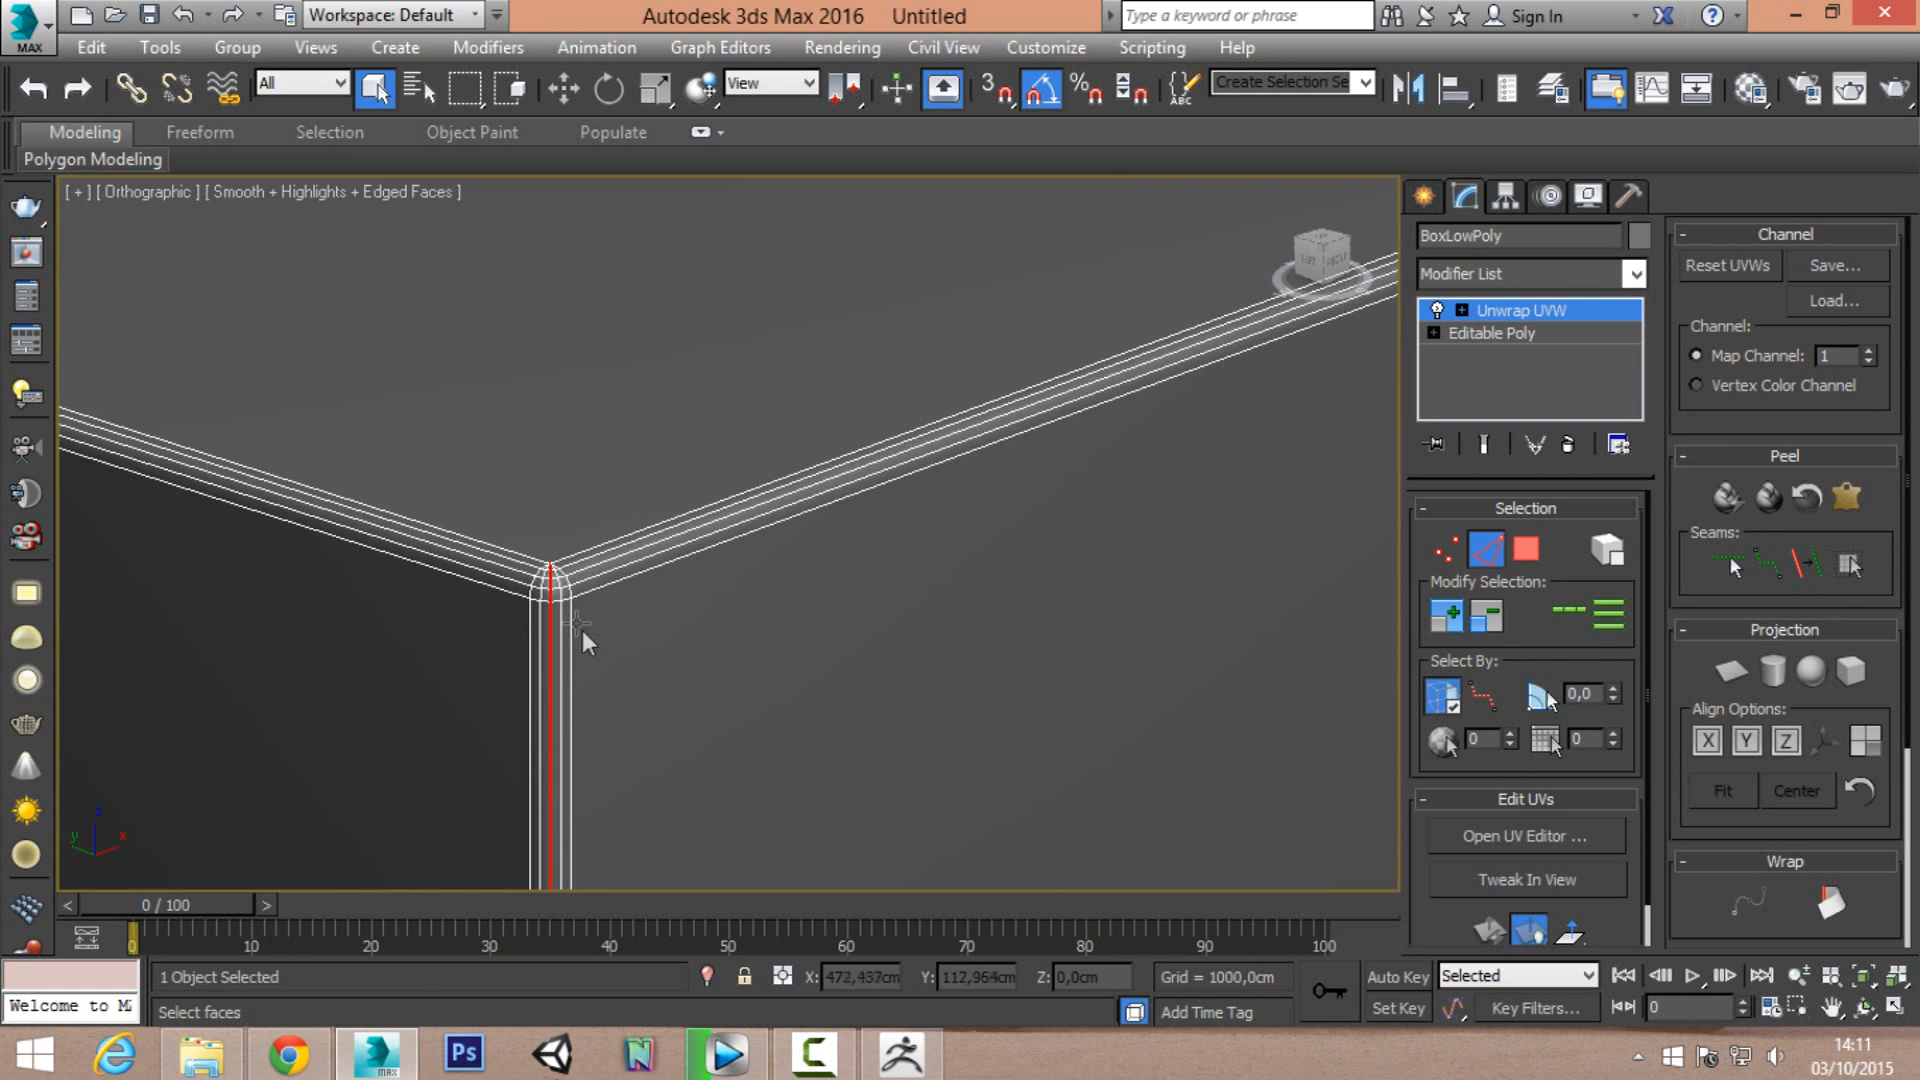 Workspace: Default
Autodesk 3ds Max 2016 Untitled
Type a keyword or phrase
Sign In
MAX
Edit Tools Group Views Create Modifiers Animation Graph Editors Rendering Civil View Customize Scripting Help
All
View
3
%
ABC
Create Selection Se
Modeling Freeform Selection Object Paint Populate
Polygon Modeling
[ + ] [ Orthographic ] [ Smooth + Highlights + Edged Faces ]
z
y
x
BoxLowPoly
Modifier List
Unwrap UVW
Editable Poly
Selection
Modify Selection:
Select By:
0,0
0
0
Edit UVs
Open UV Editor ...
Tweak In View
Channel
Reset UVWs Save...
Load...
Channel:
Map Channel: 1
Vertex Color Channel
Peel
Seams:
Projection
Align Options:
X Y Z
Fit Center
Wrap
< 0 / 100 >
0 10 20 30 40 50 60 70 80 90 100
1 Object Selected
X: 472,437cm Y: 112,964cm Z: 0,0cm
Grid = 1000,0cm
Auto Key
Selected
Welcome to M
Select faces
Add Time Tag
Set Key
Key Filters...
0
MAX
Ps
C
14:11
03/10/2015